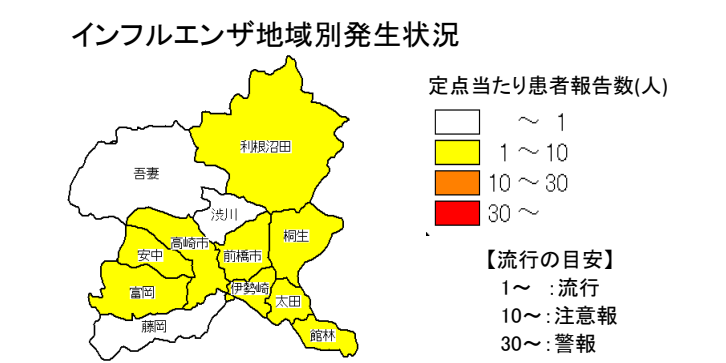 インフルエンザ地域別発生状況
定点当たり患者報告数(人)
～ 1
1～10
10～30
30～
【流行の目安】
1～ :流行
10～:注意報
30～:警報
利根沼田
吾妻
渋川
桐生
高崎市
安中
前橋市
伊勢崎
富岡
太田
藤岡
館林